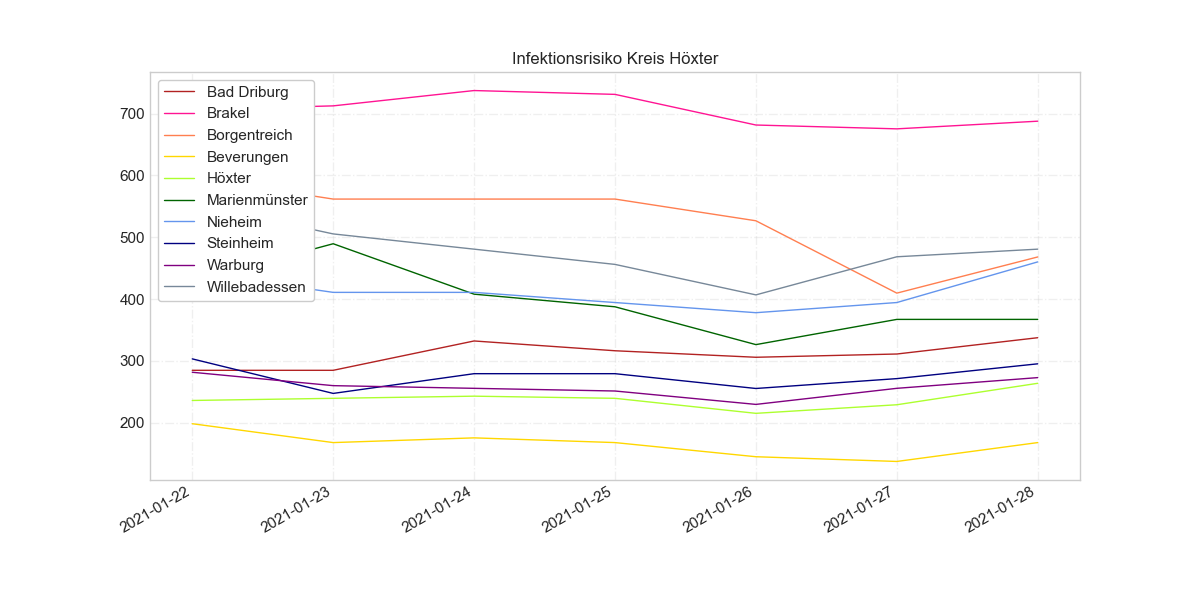 Infektionsrisiko Kreis Höxter
Bad Driburg
Brakel
Borgentreich
Beverungen
Höxter
Marienmünster
Nieheim
Steinheim
Warburg
Willebadessen
700
600
500
400
300
200
2021-01-22
2021-01-23
2021-01-24
2021-01-25
2021-01-26
2021-01-27
2021-01-28